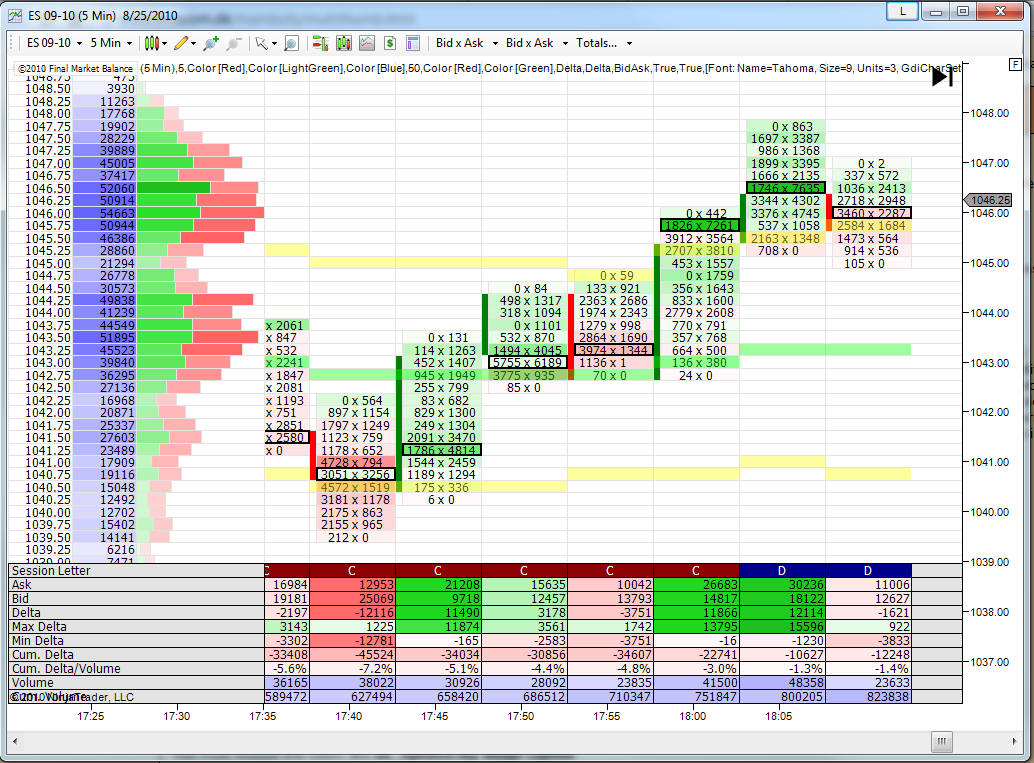 ES 09-10 (5 Min) 8/25/2010
L
ES 09-10 5 Min Bid x Ask Bid x Ask Totals...
©2010 Final Market Balance (5 Min),5,Color [Red],Color [LightGreen],Color [Blue],50,Color [Red],Color [Green],Delta,Delta,BidAsk,True,True,[Font: Name=Tahoma, Size=9, Units=3, GdiCharSet
F
1048.75 473
1048.50 3930
1048.25 11263
1048.00 17768 1048.00
1047.75 19902 0 x 863
1047.50 28229 1697 x 3387
1047.25 39889 986 x 1368
1047.00 45005 1899 x 3395 0 x 2 1047.00
1046.75 37417 1666 x 2135 337 x 572
1046.50 52060 1746 x 7635 1036 x 2413
1046.25 50914 3344 x 4302 2718 x 2948 1046.25
1046.00 54663 0 x 442 3376 x 4745 3460 x 2287 1046.00
1045.75 50944 1826 x 7261 537 x 1058 2584 x 1684
1045.50 46386 3912 x 3564 2163 x 1348 1473 x 564
1045.25 28860 2707 x 3810 708 x 0 914 x 536
1045.00 21294 453 x 1557 105 x 0 1045.00
1044.75 26778 0 x 59 0 x 1759
1044.50 30573 0 x 84 133 x 921 356 x 1643
1044.25 49838 498 x 1317 2363 x 2686 833 x 1600
1044.00 41239 318 x 1094 1974 x 2343 2779 x 2608 1044.00
1043.75 44549 x 2061 0 x 1101 1279 x 998 770 x 791
1043.50 51895 x 847 0 x 131 532 x 870 2864 x 1690 357 x 768
1043.25 45523 x 532 114 x 1263 1494 x 4045 3974 x 1344 664 x 500
1043.00 39840 x 2241 452 x 1407 5755 x 6189 1136 x 1 136 x 380 1043.00
1042.75 36295 x 1847 945 x 1949 3775 x 935 70 x 0 24 x 0
1042.50 27136 x 2081 255 x 799 85 x 0
1042.25 16968 x 1193 0 x 564 83 x 682
1042.00 20871 x 751 897 x 1154 829 x 1300 1042.00
1041.75 25337 x 2851 1797 x 1249 249 x 1304
1041.50 27603 x 2580 1123 x 759 2091 x 3470
1041.25 23489 x 0 1178 x 652 1786 x 4814
1041.00 17909 4728 x 794 1544 x 2459 1041.00
1040.75 19116 3051 x 3256 1189 x 1294
1040.50 15048 4572 x 1519 175 x 336
1040.25 12492 3181 x 1178 6 x 0
1040.00 12702 2175 x 863 1040.00
1039.75 15402 2155 x 965
1039.50 14141 212 x 0
1039.25 6216
1039.00 7471 1039.00
Session Letter C C C C C C D D
Ask 16984 12953 21208 15635 10042 26683 30236 11006
Bid 19181 25069 9718 12457 13793 14817 18122 12627
Delta -2197 -12116 11490 3178 -3751 11866 12114 -1621 1038.00
Max Delta 3143 1225 11874 3561 1742 13795 15596 922
Min Delta -3302 -12781 -165 -2583 -3751 -16 -1230 -3833
Cum. Delta -33408 -45524 -34034 -30856 -34607 -22741 -10627 -12248 1037.00
Cum. Delta/Volume -5.6% -7.2% -5.1% -4.4% -4.8% -3.0% -1.3% -1.4%
Volume 36165 38022 30926 28092 23835 41500 48358 23633
Cum. Volume 589472 627494 658420 686512 710347 751847 800205 823838
© 2010 NinjaTrader, LLC
17:25 17:30 17:35 17:40 17:45 17:50 17:55 18:00 18:05